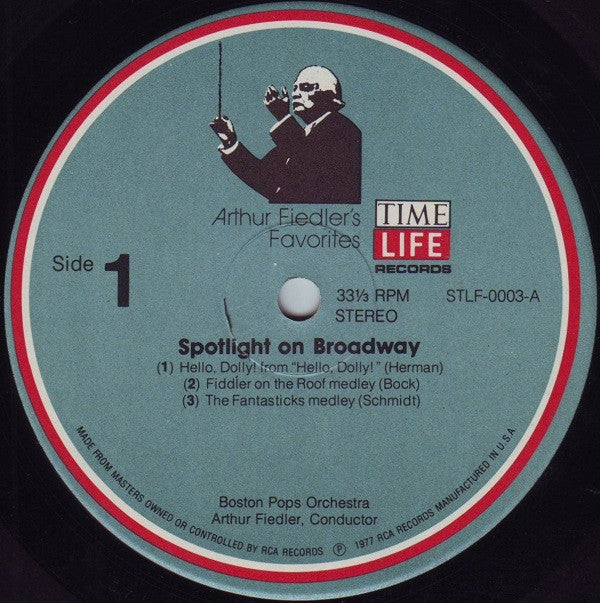 Arthur Fiedler's
Favorites
TIME
LIFE
RECORDS
Side 1
33⅓ RPM
STEREO
STLF-0003-A
Spotlight on Broadway
(1) Hello, Dolly! from "Hello, Dolly!" (Herman)
(2) Fiddler on the Roof medley (Bock)
(3) The Fantasticks medley (Schmidt)
Boston Pops Orchestra
Arthur Fiedler, Conductor
MADE FROM MASTERS OWNED OR CONTROLLED BY RCA RECORDS ℗ 1977 RCA RECORDS MANUFACTURED IN U.S.A.